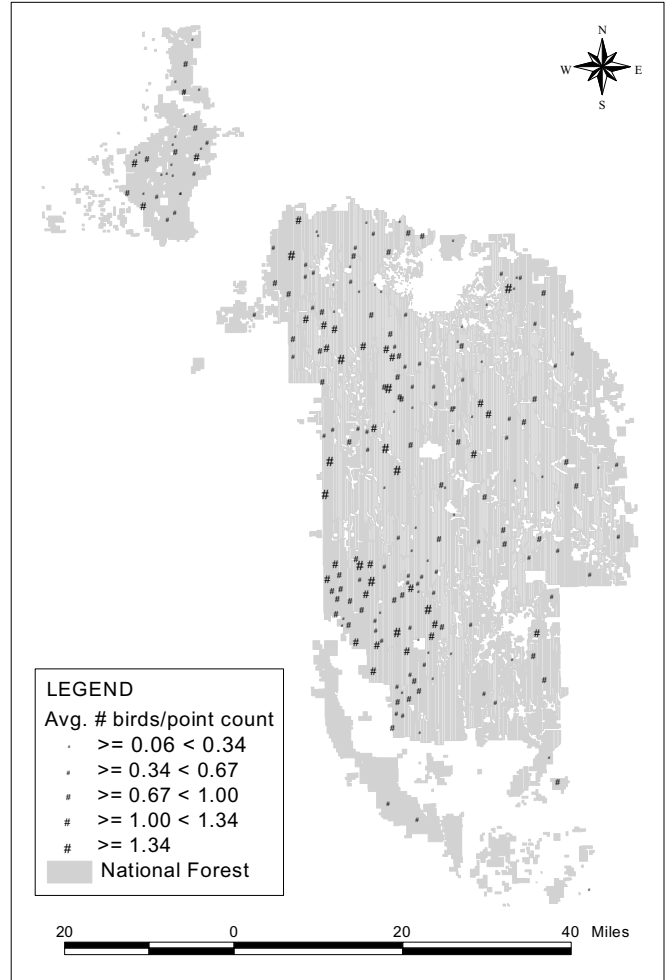 N
W E
S
LEGEND
Avg. # birds/point count
>= 0.06 < 0.34
# >= 0.34 < 0.67
# >= 0.67 < 1.00
# >= 1.00 < 1.34
# >= 1.34
National Forest
20 0 20 40 Miles